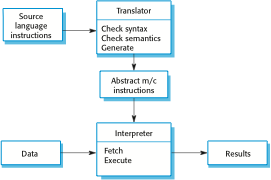 Source
language
instructions
Translator
Check syntax
Check semantics
Generate
Abstract m/c
instructions
Interpreter
Fetch
Execute
Data
Results